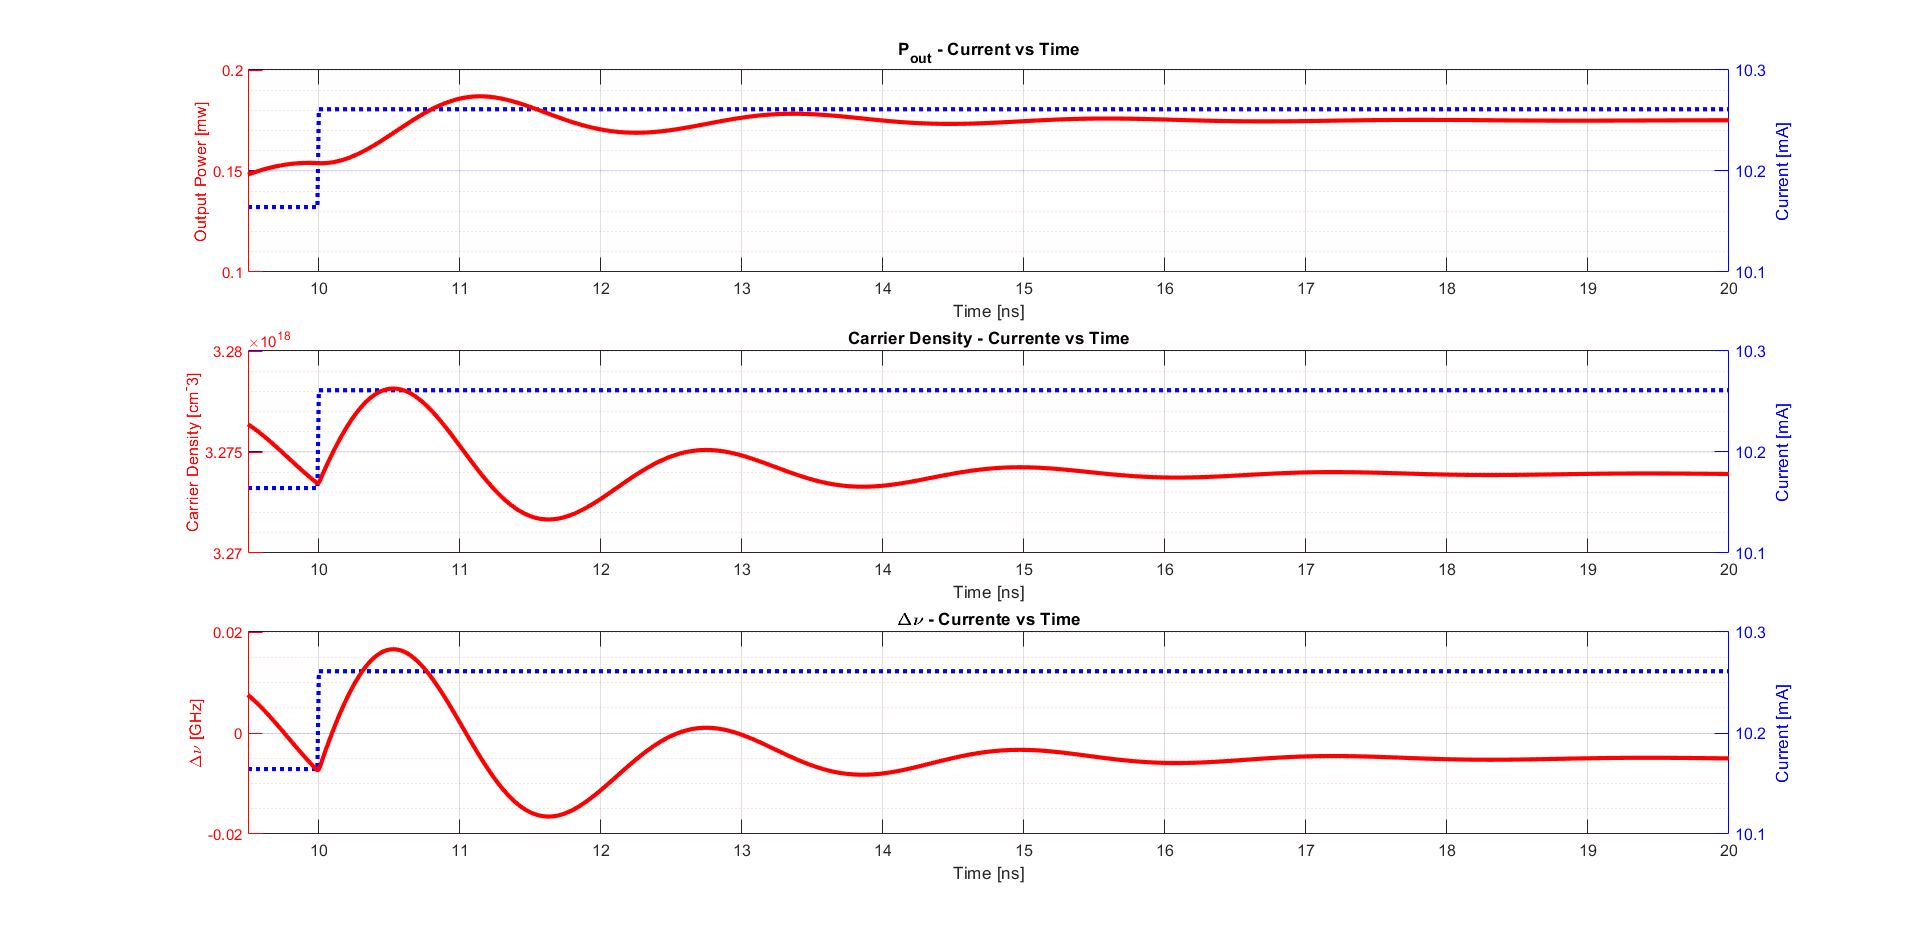 P_out - Current vs Time
0.2
0.15
0.1
Output Power [mw]
10.3
10.2
10.1
Current [mA]
10 11 12 13 14 15 16 17 18 19 20
Time [ns]
Carrier Density - Currente vs Time
×10^18
3.28
3.275
3.27
Carrier Density [cm^-3]
10.3
10.2
10.1
Current [mA]
10 11 12 13 14 15 16 17 18 19 20
Time [ns]
Δν - Currente vs Time
0.02
0
-0.02
Δν [GHz]
10.3
10.2
10.1
Current [mA]
10 11 12 13 14 15 16 17 18 19 20
Time [ns]